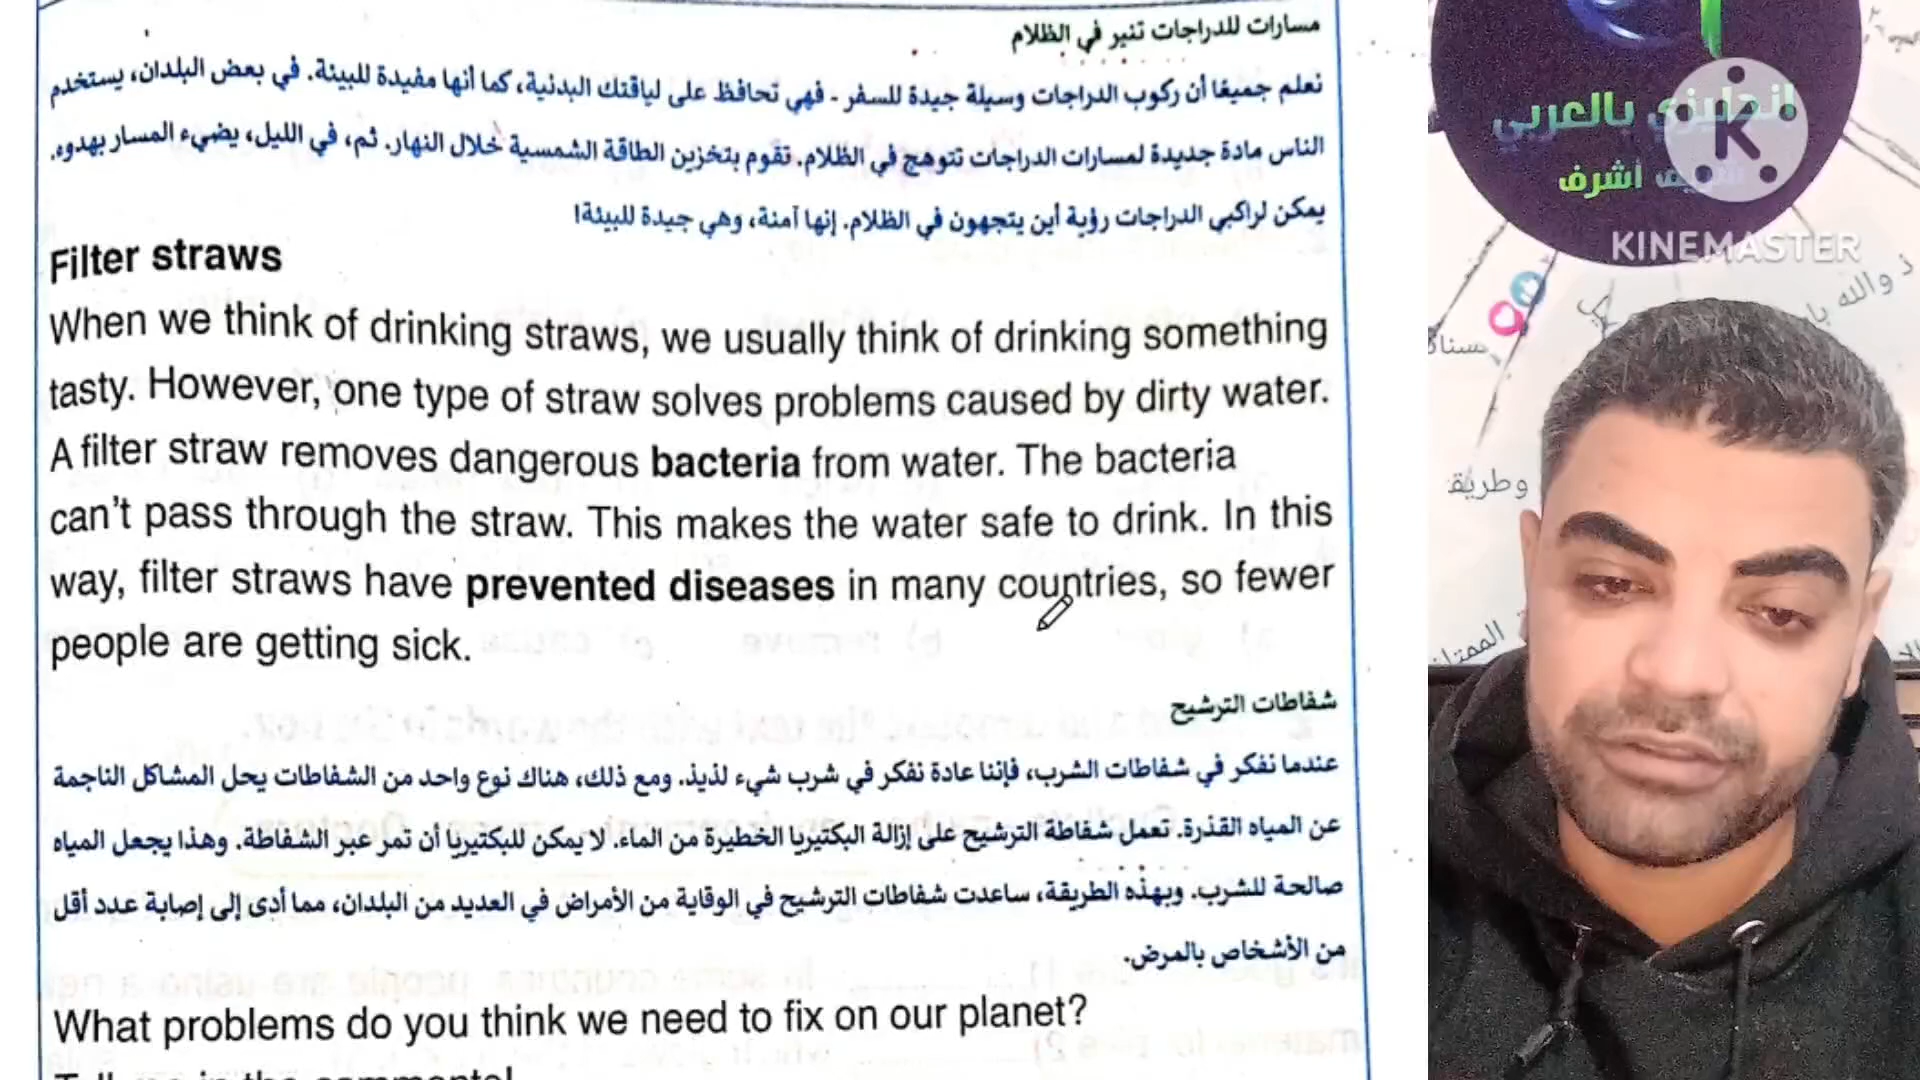 مسارات للدراجات تنير في الظلام
نعلم جميعًا أن ركوب الدراجات وسيلة جيدة للسفر - فهي تحافظ على لياقتك البدنية، كما أنها مفيدة للبيئة. في بعض البلدان، يستخدم
الناس مادة جديدة لمسارات الدراجات تتوهج في الظلام. تقوم بتخزين الطاقة الشمسية خلال النهار. ثم، في الليل، يضيء المسار بهدوء.
يمكن لراكبي الدراجات رؤية أين يتجهون في الظلام. إنها آمنة، وهي جيدة للبيئة!
Filter straws
When we think of drinking straws, we usually think of drinking something
tasty. However, one type of straw solves problems caused by dirty water.
A filter straw removes dangerous bacteria from water. The bacteria
can't pass through the straw. This makes the water safe to drink. In this
way, filter straws have prevented diseases in many countries, so fewer
people are getting sick.
شفاطات الترشيح
عندما نفكر في شفاطات الشرب، فإننا عادة نفكر في شرب شيء لذيذ. ومع ذلك، هناك نوع واحد من الشفاطات يحل المشاكل الناجمة
عن المياه القذرة. تعمل شفاطة الترشيح على إزالة البكتيريا الخطيرة من الماء. لا يمكن للبكتيريا أن تمر عبر الشفاطة. وهذا يجعل المياه
صالحة للشرب. وبهذه الطريقة، ساعدت شفاطات الترشيح في الوقاية من الأمراض في العديد من البلدان، مما أدى إلى إصابة عدد أقل
من الأشخاص بالمرض.
What problems do you think we need to fix on our planet?
إنجليزي بالعربي
أشرف
K
KINEMASTER
ذ والله
وطريقة